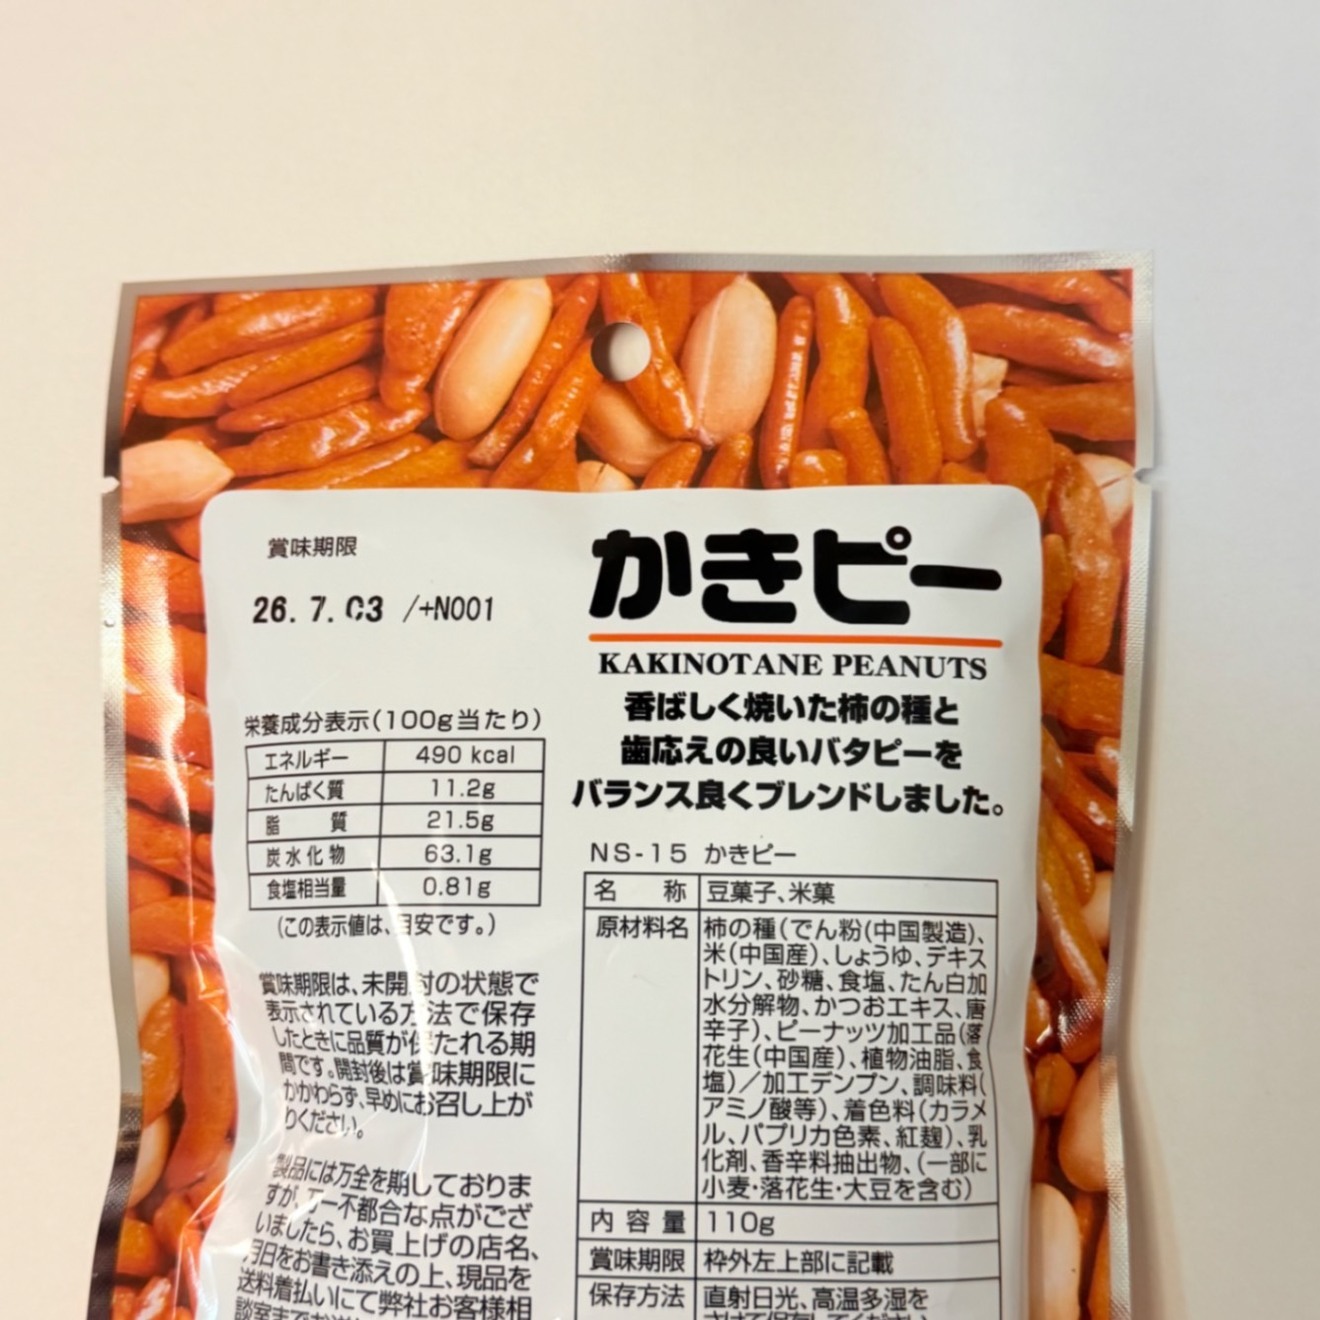 賞味期限
26. 7. 03 /+N001
栄養成分表示(100g当たり)
エネルギー 490 kcal
たんぱく質 11.2g
脂 質 21.5g
炭水化物 63.1g
食塩相当量 0.81g
(この表示値は、目安です。)
賞味期限は、未開封の状態で
表示されている方法で保存
したときに品質が保たれる期
間です。開封後は賞味期限に
かかわらず、早めにお召し上が
りください。
製品には万全を期しておりま
すが、万一不都合な点がござ
いましたら、お買上げの店名、
月日をお書き添えの上、現品を
送料着払いにて弊社お客様相
かきピー
KAKINOTANE PEANUTS
香ばしく焼いた柿の種と
歯応えの良いバタピーを
バランス良くブレンドしました。
NS-15 かきピー
名 称 豆菓子、米菓
原材料名 柿の種(でん粉(中国製造)、
米(中国産)、しょうゆ、デキス
トリン、砂糖、食塩、たん白加
水分解物、かつおエキス、唐
辛子)、ピーナッツ加工品(落
花生(中国産)、植物油脂、食
塩)/加工デンプン、調味料(
アミノ酸等)、着色料(カラメ
ル、パプリカ色素、紅麹)、乳
化剤、香辛料抽出物、(一部に
小麦・落花生・大豆を含む)
内容量 110g
賞味期限 枠外左上部に記載
保存方法 直射日光、高温多湿を